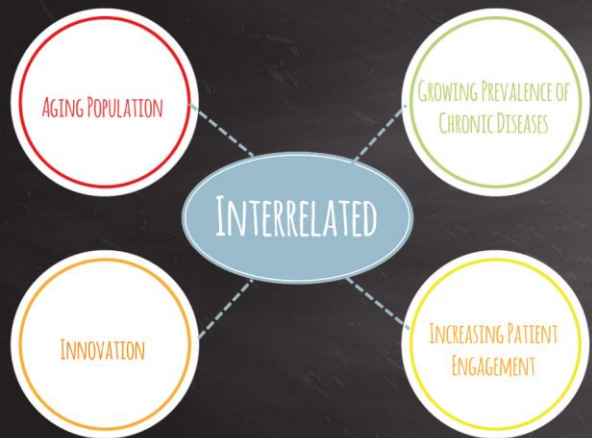 AGING POPULATION
GROWING PREVALENCE OF
CHRONIC DISEASES
INTERRELATED
INNOVATION
INCREASING PATIENT
ENGAGEMENT